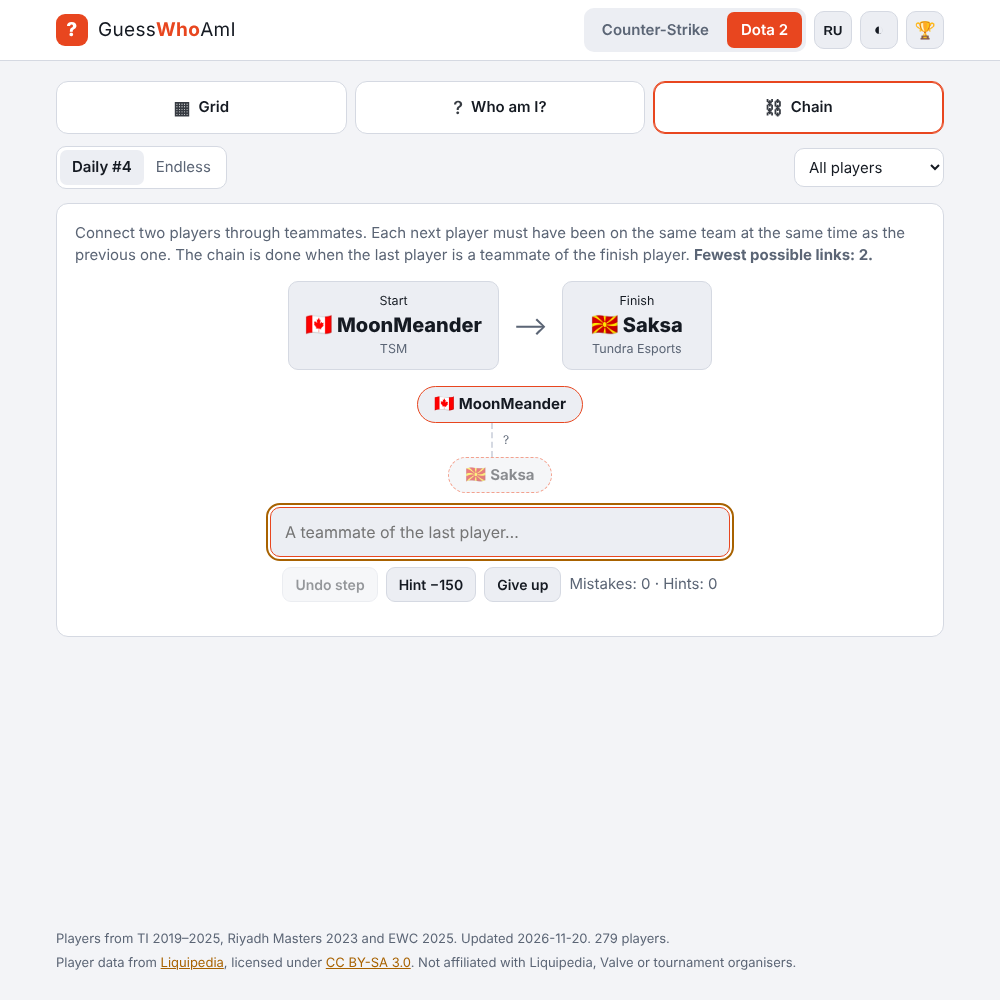 ? GuessWhoAmI
Counter-Strike Dota 2 RU
Grid
? Who am I?
Chain
Daily #4 Endless
All players
Connect two players through teammates. Each next player must have been on the same team at the same time as the
previous one. The chain is done when the last player is a teammate of the finish player. Fewest possible links: 2.
Start
MoonMeander
TSM
→
Finish
Saksa
Tundra Esports
MoonMeander
?
Saksa
A teammate of the last player...
Undo step Hint −150 Give up Mistakes: 0 · Hints: 0
Players from TI 2019–2025, Riyadh Masters 2023 and EWC 2025. Updated 2026-11-20. 279 players.
Player data from Liquipedia, licensed under CC BY-SA 3.0. Not affiliated with Liquipedia, Valve or tournament organisers.